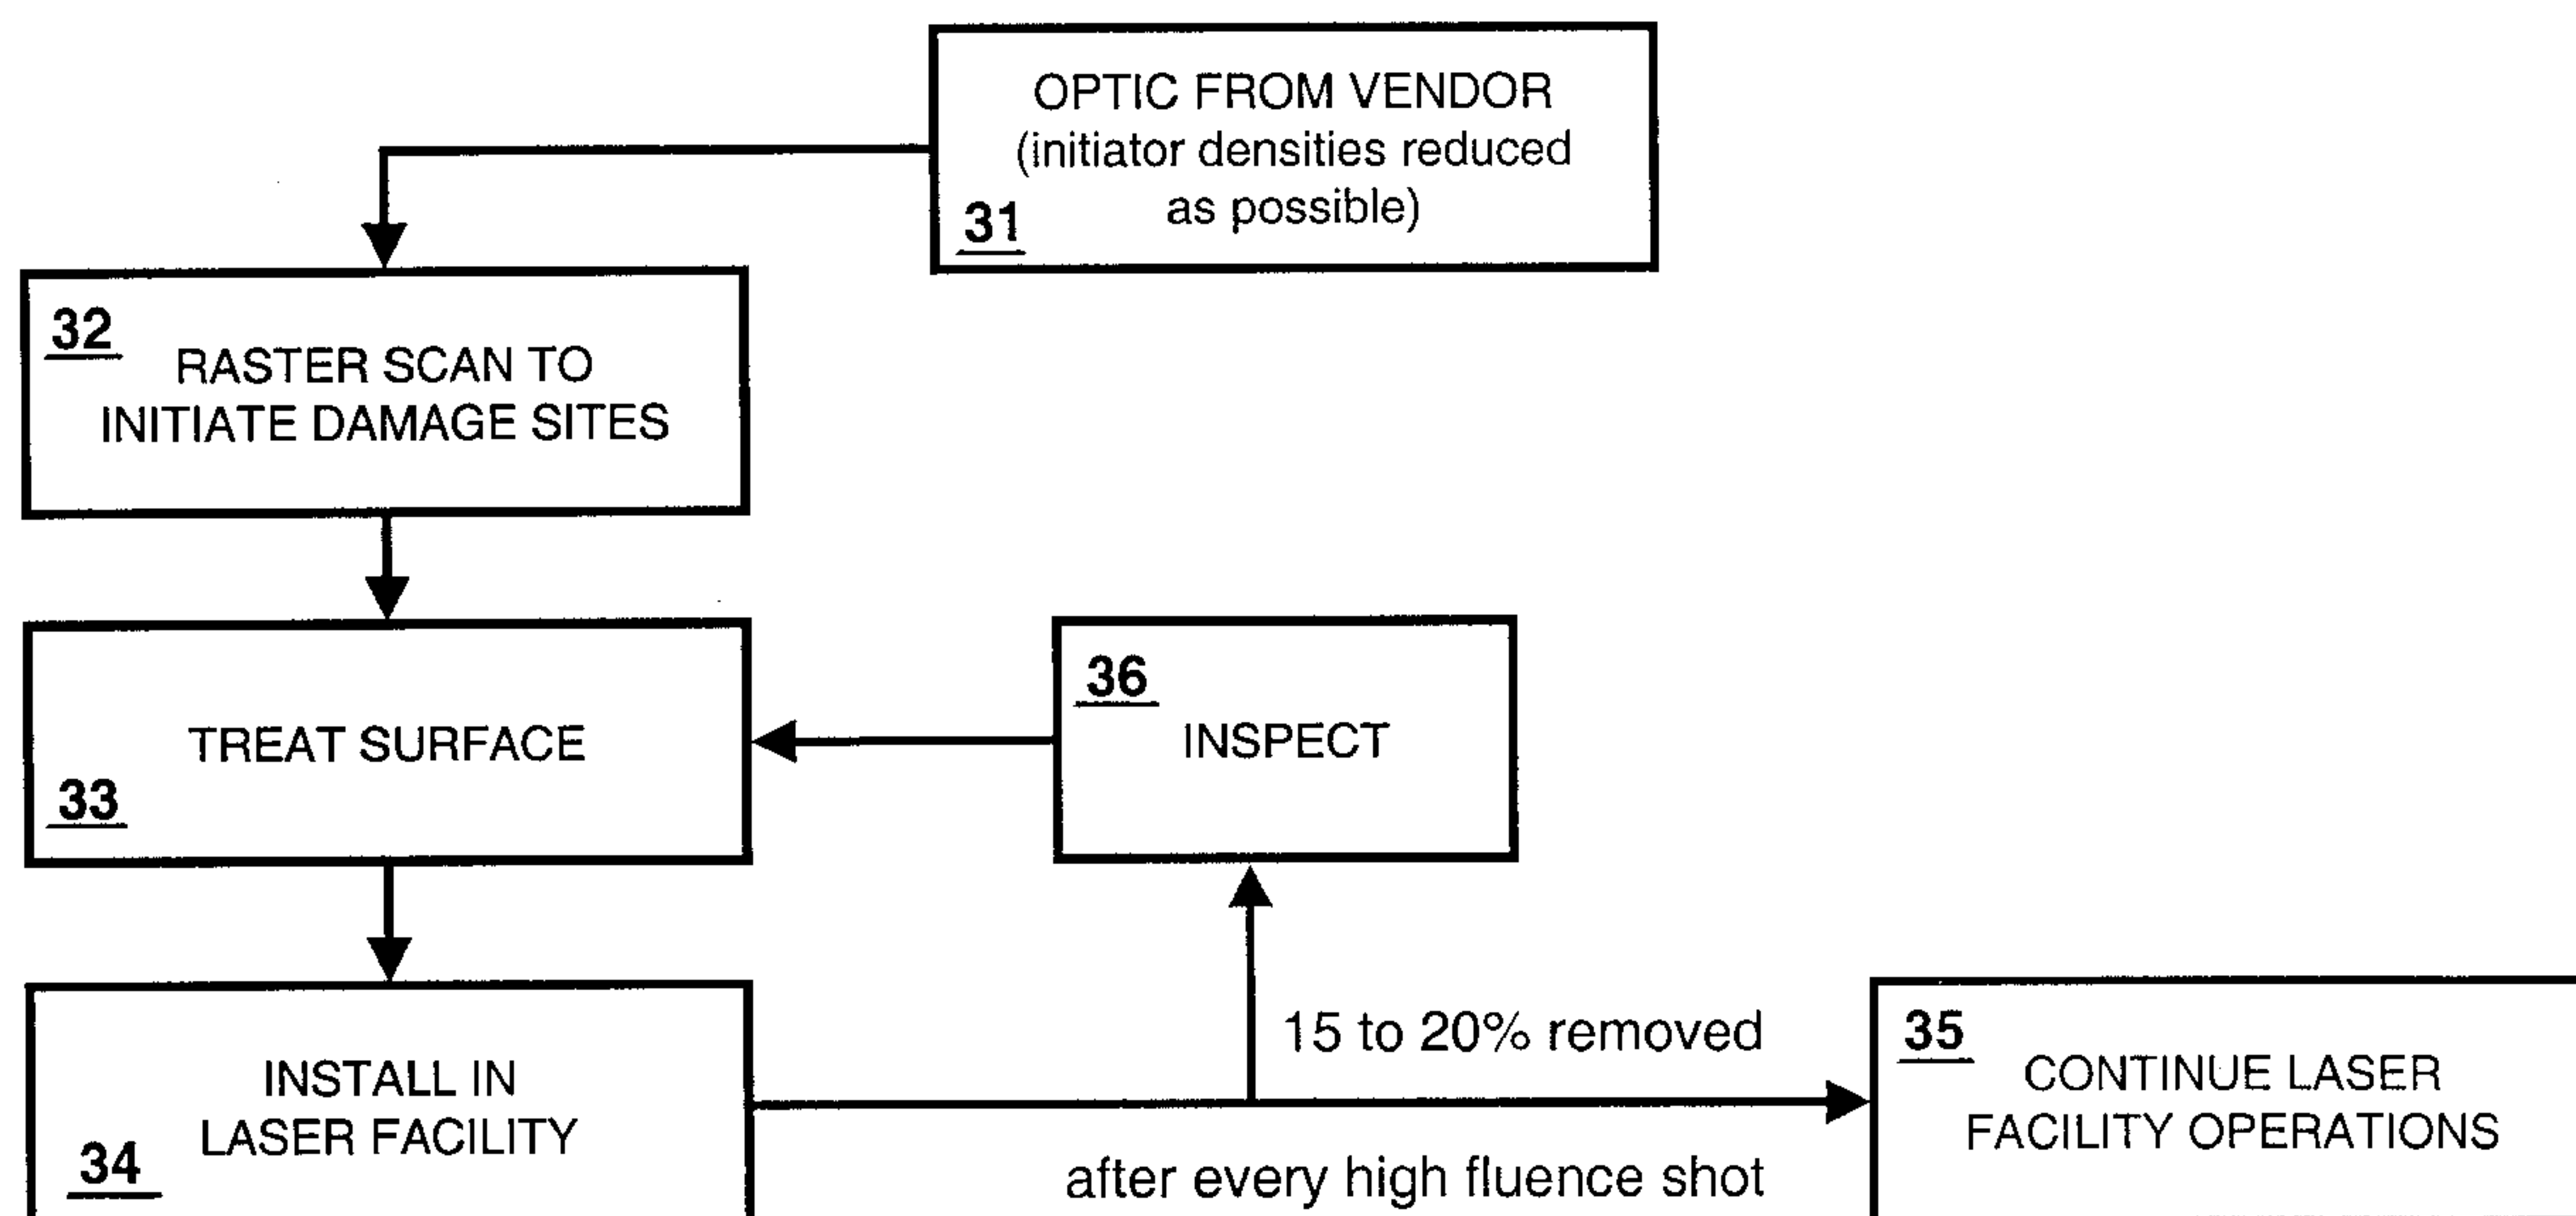 OPTIC FROM VENDOR
(initiator densities reduced
as possible)
31
32
RASTER SCAN TO
INITIATE DAMAGE SITES
TREAT SURFACE
33
36
INSPECT
INSTALL IN
LASER FACILITY
34
15 to 20% removed
after every high fluence shot
35
CONTINUE LASER
FACILITY OPERATIONS